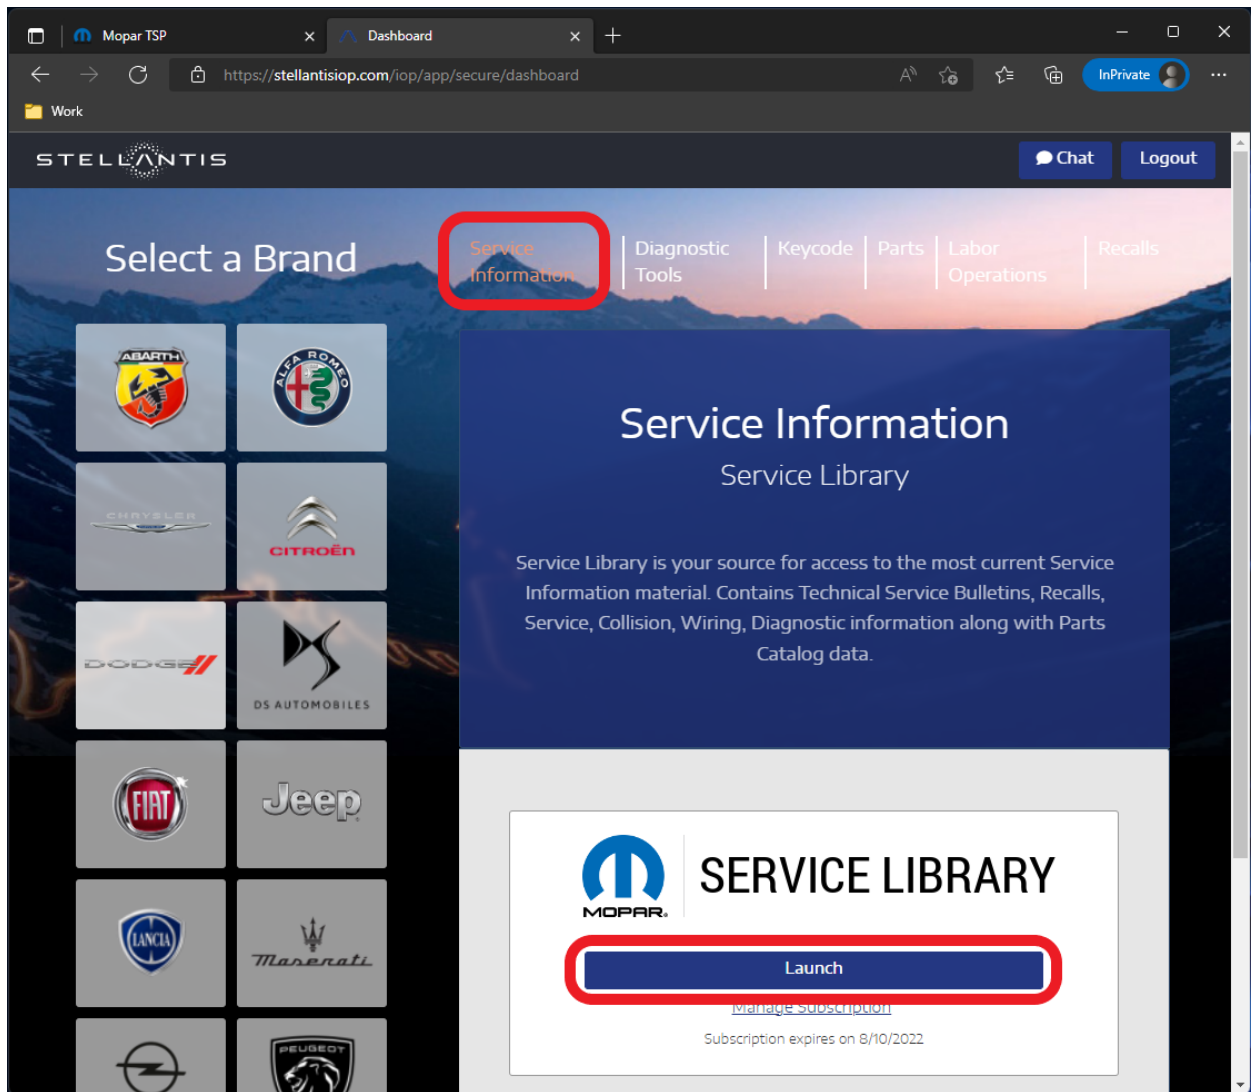 Mopar TSP
Dashboard
https://stellantisiop.com/iop/app/secure/dashboard
InPrivate
Work
STELLANTIS
Chat
Logout
Select a Brand
Service
Information
Diagnostic
Tools
Keycode
Parts
Labor
Operations
Recalls
ABARTH
ALFA ROMEO
CHRYSLER
CITROËN
DODGE
DS AUTOMOBILES
FIAT
Jeep
LANCIA
Maserati
PEUGEOT
Service Information
Service Library
Service Library is your source for access to the most current Service
Information material. Contains Technical Service Bulletins, Recalls,
Service, Collision, Wiring, Diagnostic information along with Parts
Catalog data.
MOPAR.
SERVICE LIBRARY
Launch
Manage Subscription
Subscription expires on 8/10/2022